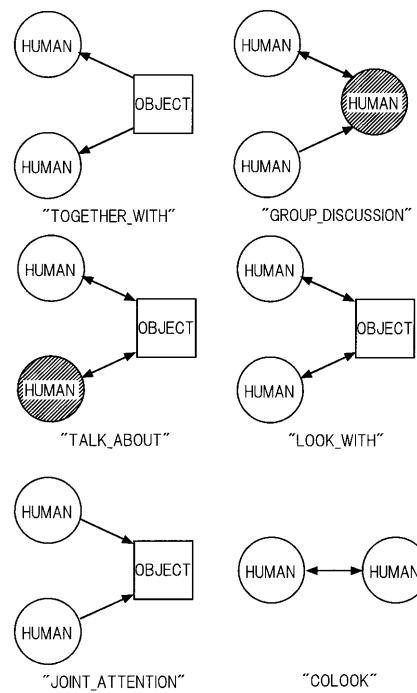 HUMAN
OBJECT
HUMAN
"TOGETHER_WITH"
HUMAN
HUMAN
HUMAN
"GROUP_DISCUSSION"
HUMAN
OBJECT
HUMAN
"TALK_ABOUT"
HUMAN
OBJECT
HUMAN
"LOOK_WITH"
HUMAN
OBJECT
HUMAN
"JOINT_ATTENTION"
HUMAN
HUMAN
"COLOOK"